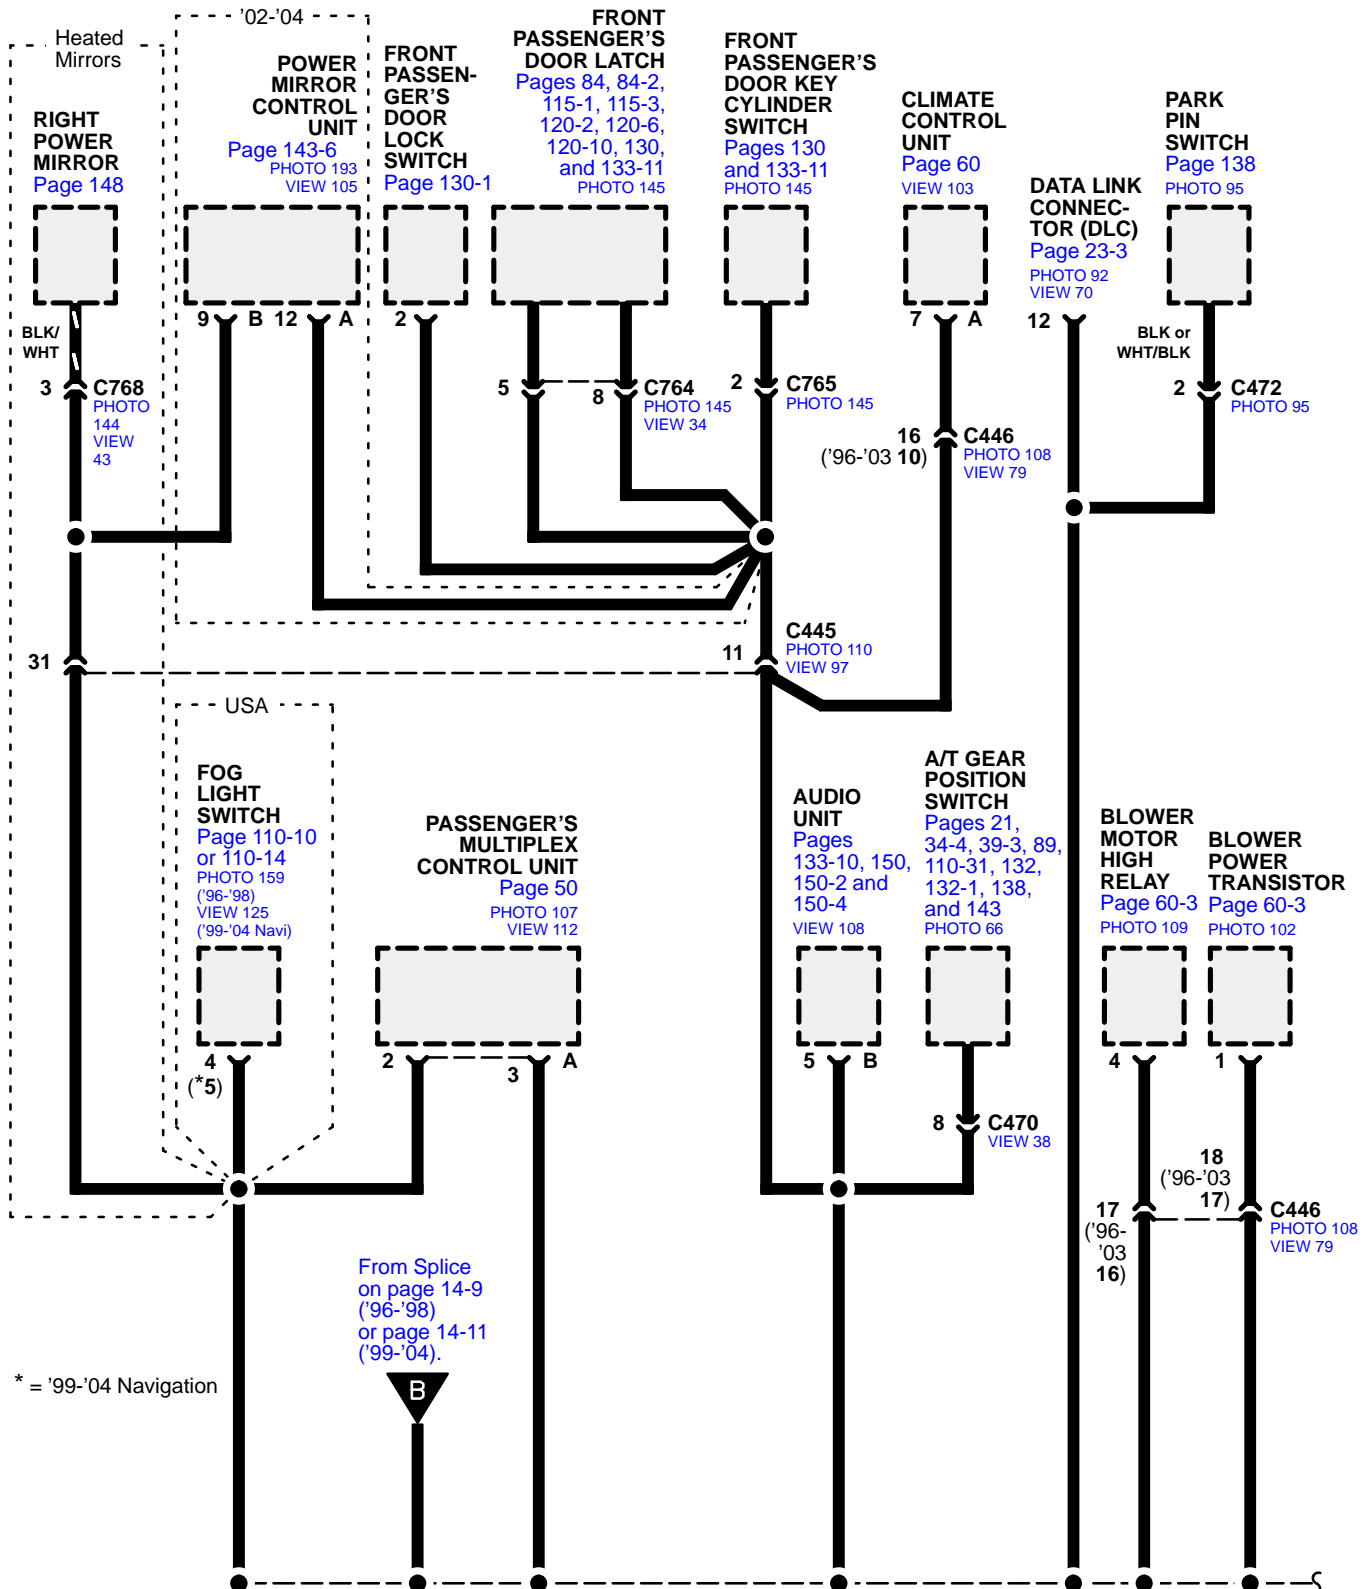 Heated
Mirrors
RIGHT
POWER
MIRROR
Page 148
'02-'04
POWER
MIRROR
CONTROL
UNIT
Page 143-6
PHOTO 193
VIEW 105
FRONT
PASSEN-
GER'S
DOOR
LOCK
SWITCH
Page 130-1
FRONT
PASSENGER'S
DOOR LATCH
Pages 84, 84-2,
115-1, 115-3,
120-2, 120-6,
120-10, 130,
and 133-11
PHOTO 145
FRONT
PASSENGER'S
DOOR KEY
CYLINDER
SWITCH
Pages 130
and 133-11
PHOTO 145
CLIMATE
CONTROL
UNIT
Page 60
VIEW 103
DATA LINK
CONNEC-
TOR (DLC)
Page 23-3
PHOTO 92
VIEW 70
PARK
PIN
SWITCH
Page 138
PHOTO 95
BLK/
WHT
9 B 12 A
2
7 A
12
BLK or
WHT/BLK
3 C768
PHOTO
144
VIEW
43
5
8 C764
PHOTO 145
VIEW 34
2 C765
PHOTO 145
2 C472
PHOTO 95
16
('96-'03 10)
C446
PHOTO 108
VIEW 79
31
11
C445
PHOTO 110
VIEW 97
USA
FOG
LIGHT
SWITCH
Page 110-10
or 110-14
PHOTO 159
('96-'98)
VIEW 125
('99-'04 Navi)
PASSENGER'S
MULTIPLEX
CONTROL UNIT
Page 50
PHOTO 107
VIEW 112
AUDIO
UNIT
Pages
133-10, 150,
150-2 and
150-4
VIEW 108
A/T GEAR
POSITION
SWITCH
Pages 21,
34-4, 39-3, 89,
110-31, 132,
132-1, 138,
and 143
PHOTO 66
BLOWER
MOTOR
HIGH
RELAY
Page 60-3
PHOTO 109
BLOWER
POWER
TRANSISTOR
Page 60-3
PHOTO 102
4
(*5)
2 3 A
5 B
4
1
8 C470
VIEW 38
18
('96-'03
17)
17
('96-
'03
16)
C446
PHOTO 108
VIEW 79
From Splice
on page 14-9
('96-'98)
or page 14-11
('99-'04).
B
* = '99-'04 Navigation